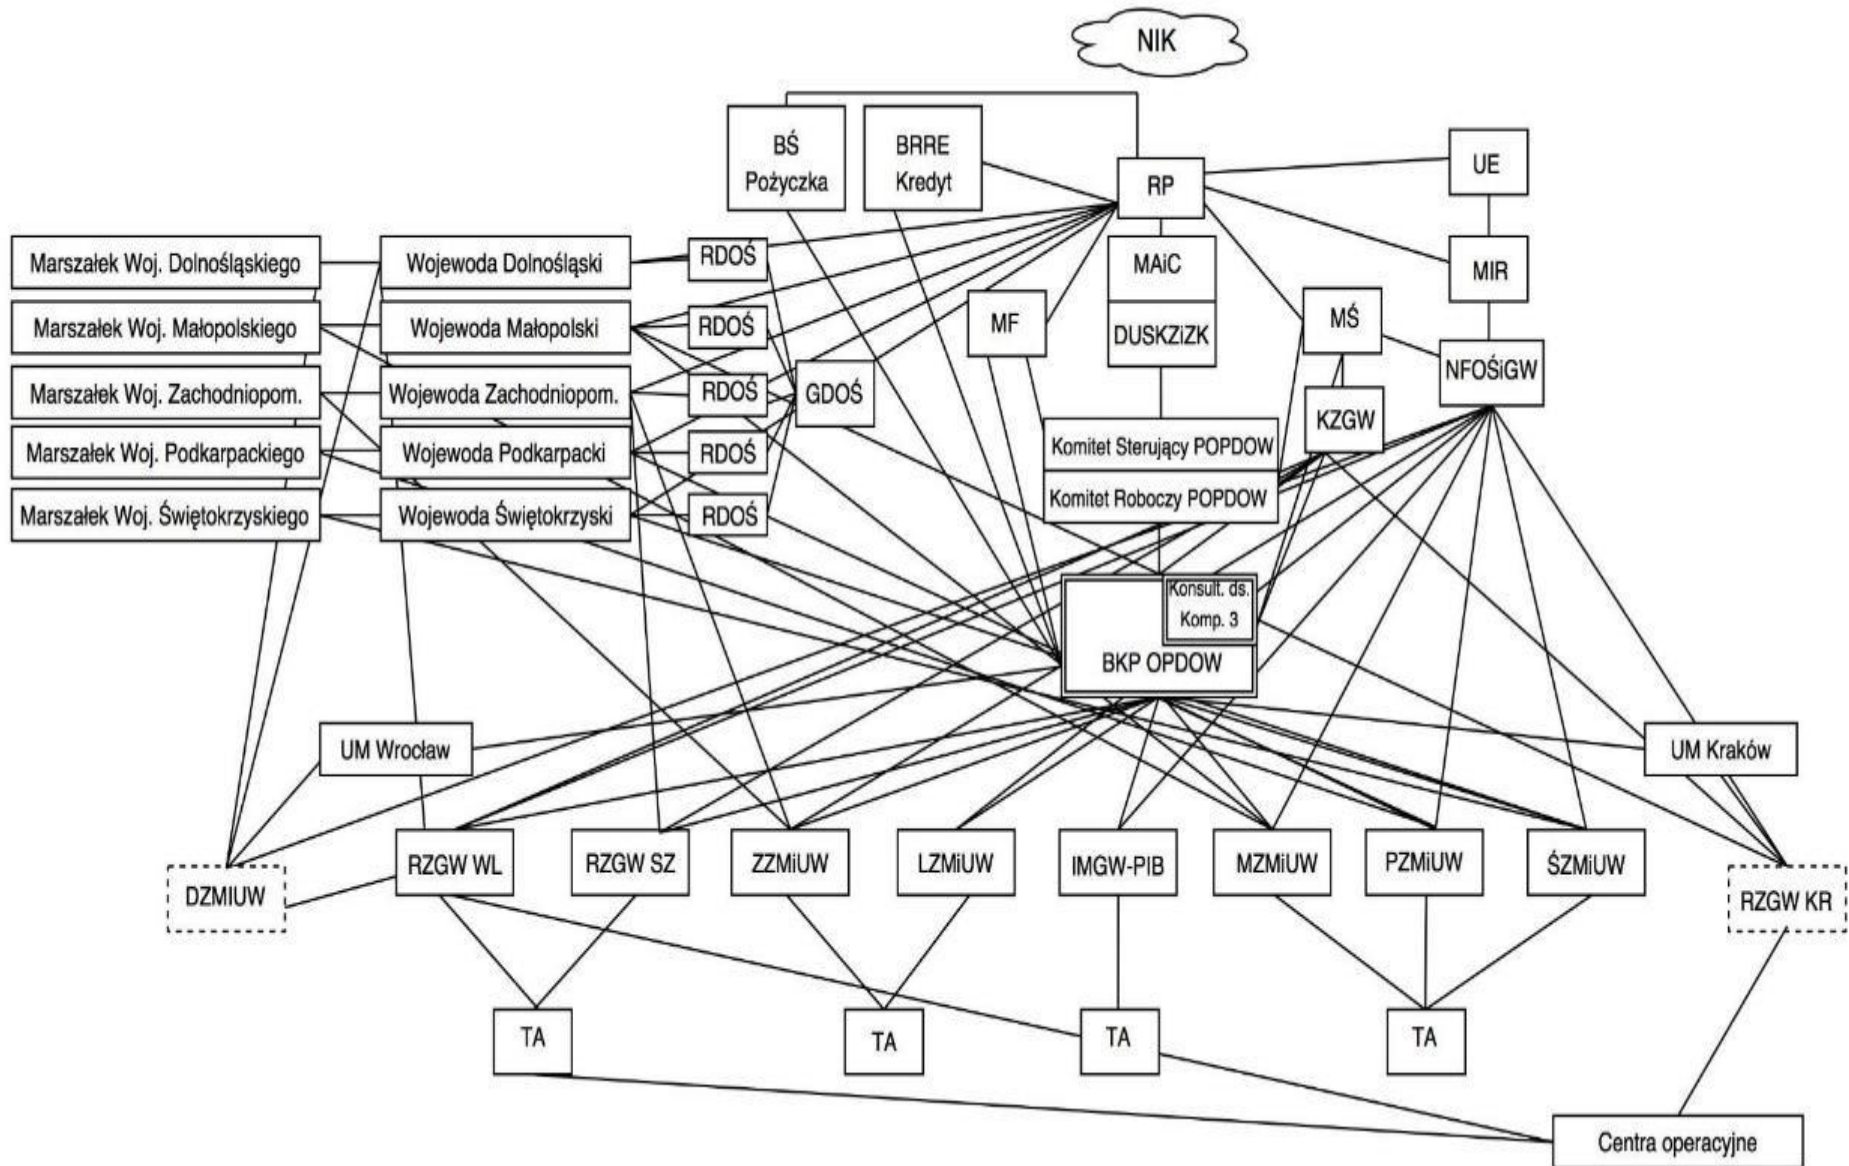 NIK
BŚ
Pożyczka
BRRE
Kredyt
RP
UE
Marszałek Woj. Dolnośląskiego
Wojewoda Dolnośląski
RDOŚ
MAiC
MIR
Marszałek Woj. Małopolskiego
Wojewoda Małopolski
RDOŚ
MF
DUSKZiZK
MŚ
NFOŚiGW
Marszałek Woj. Zachodniopom.
Wojewoda Zachodniopom.
RDOŚ
GDOŚ
KZGW
Marszałek Woj. Podkarpackiego
Wojewoda Podkarpacki
RDOŚ
Komitet Sterujący POPDOW
Marszałek Woj. Świętokrzyskiego
Wojewoda Świętokrzyski
RDOŚ
Komitet Roboczy POPDOW
Konsult. ds.
Komp. 3
BKP OPDOW
UM Wrocław
UM Kraków
DZMIUW
RZGW WL
RZGW SZ
ZZMiUW
LZMiUW
IMGW-PIB
MZMiUW
PZMiUW
ŚZMiUW
RZGW KR
TA
TA
TA
TA
Centra operacyjne